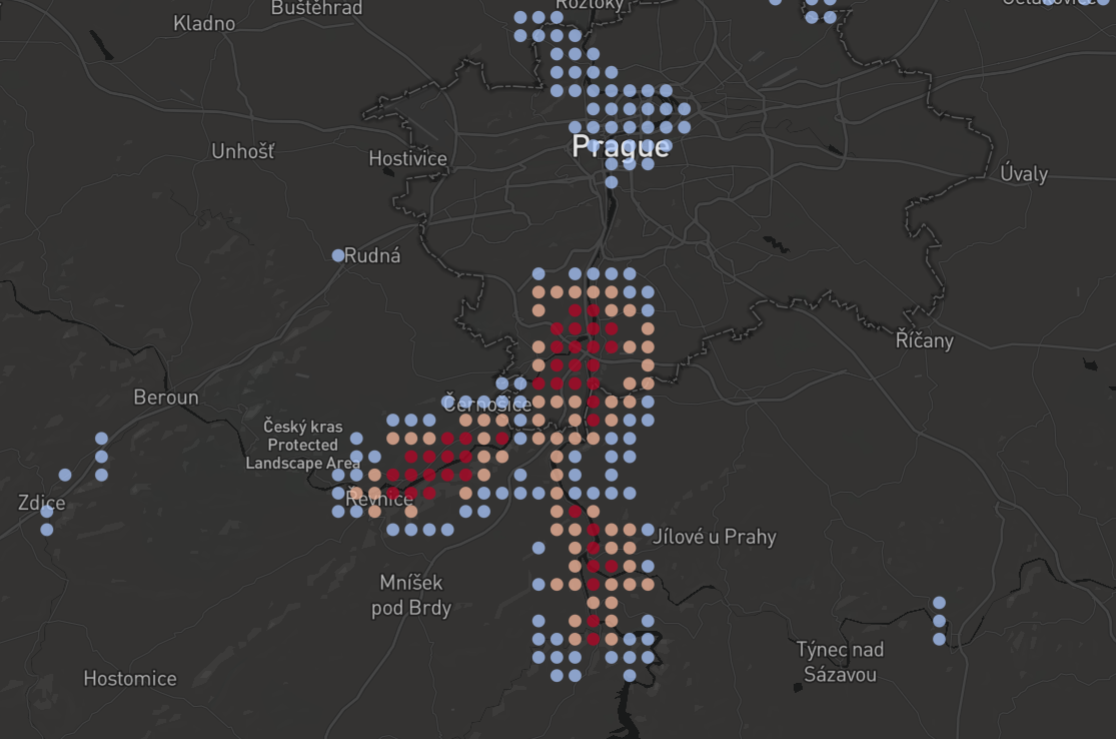 Buštěhrad
Roztoky
Kladno
Unhošť
Hostivice
Prague
Úvaly
Rudná
Říčany
Beroun
Černošice
Český kras
Protected
Landscape Area
Zdice
Řevnice
Jílové u Prahy
Mníšek
pod Brdy
Týnec nad
Sázavou
Hostomice